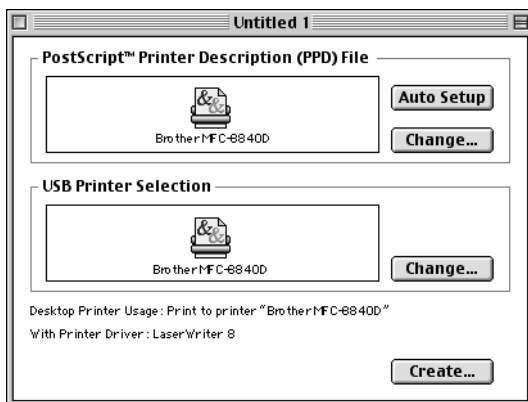 Untitled 1
PostScript™ Printer Description (PPD) File
Brother MFC-8840D
Auto Setup
Change...
USB Printer Selection
Brother MFC-8840D
Change...
Desktop Printer Usage : Print to printer “Brother MFC-8840D”
With Printer Driver : LaserWriter 8
Create...